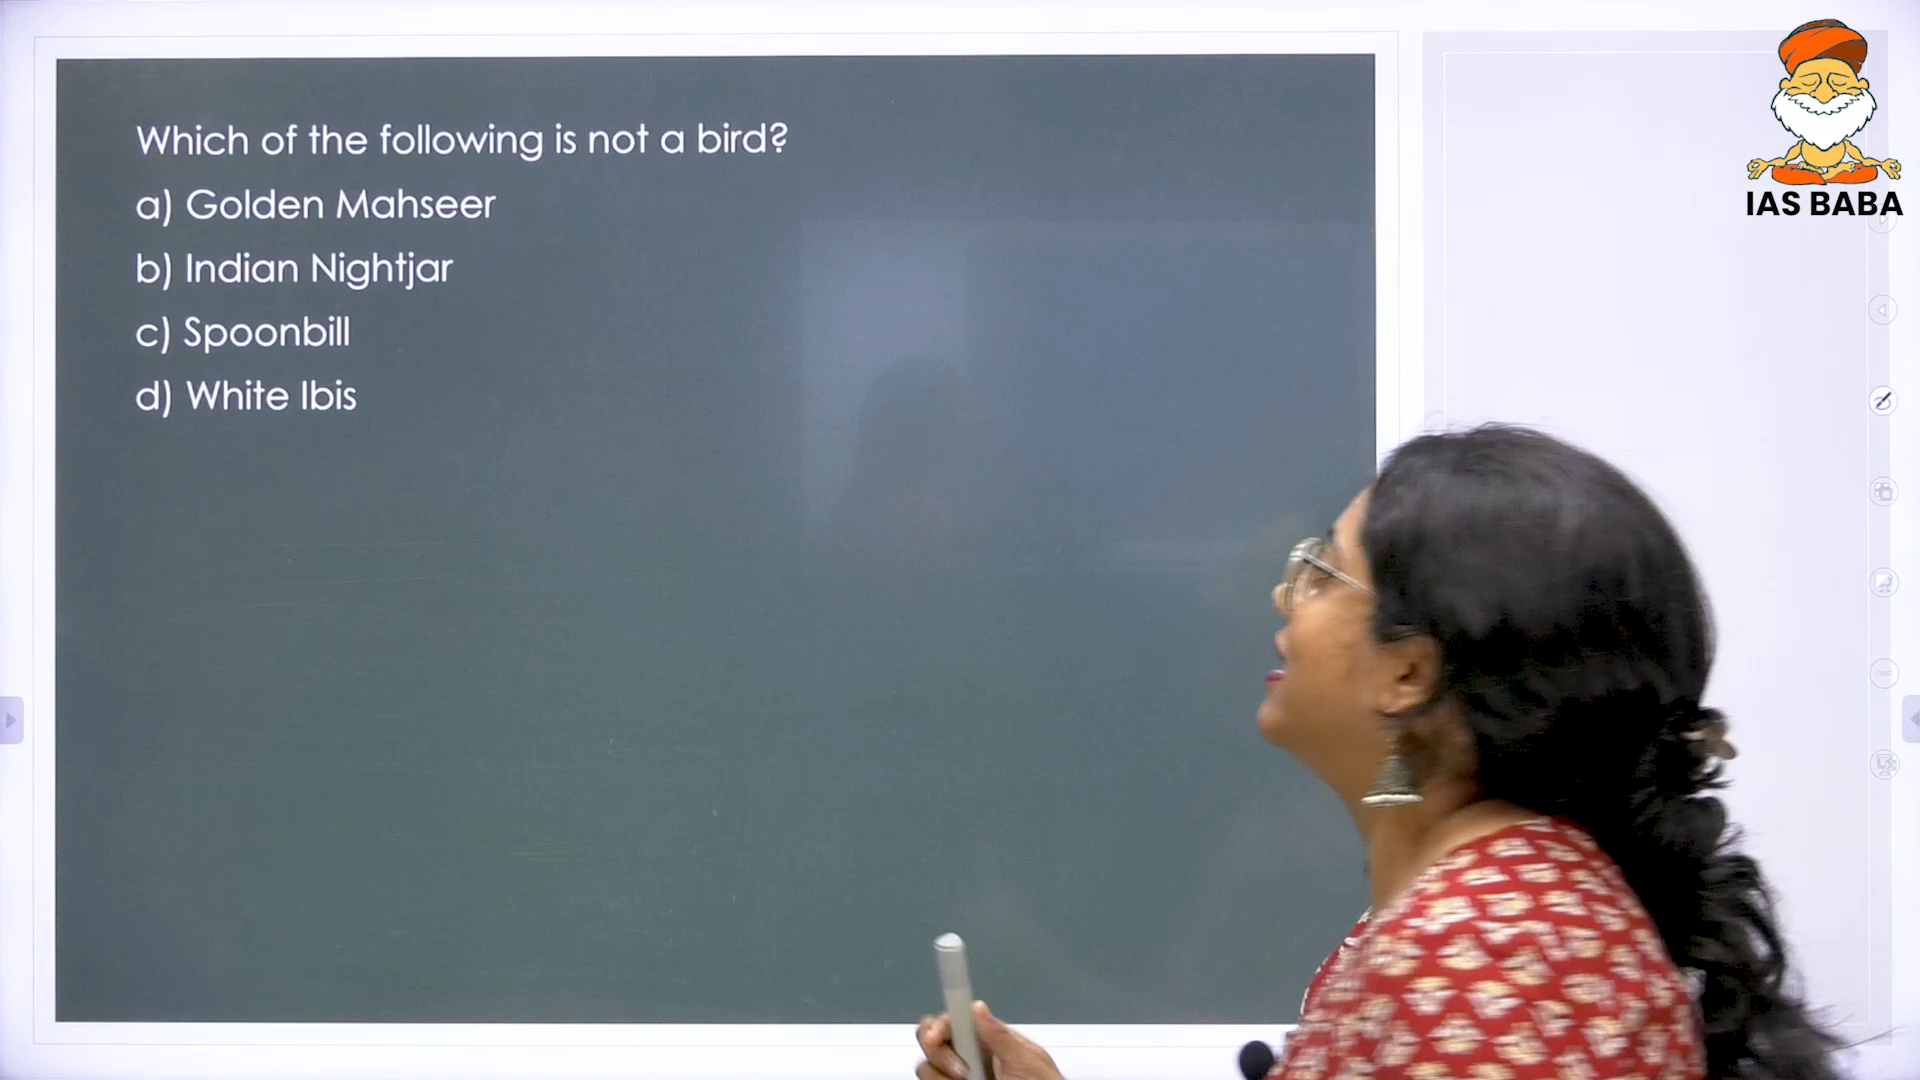 Which of the following is not a bird?
a) Golden Mahseer
b) Indian Nightjar
c) Spoonbill
d) White Ibis
IAS BABA